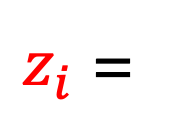 z_i =